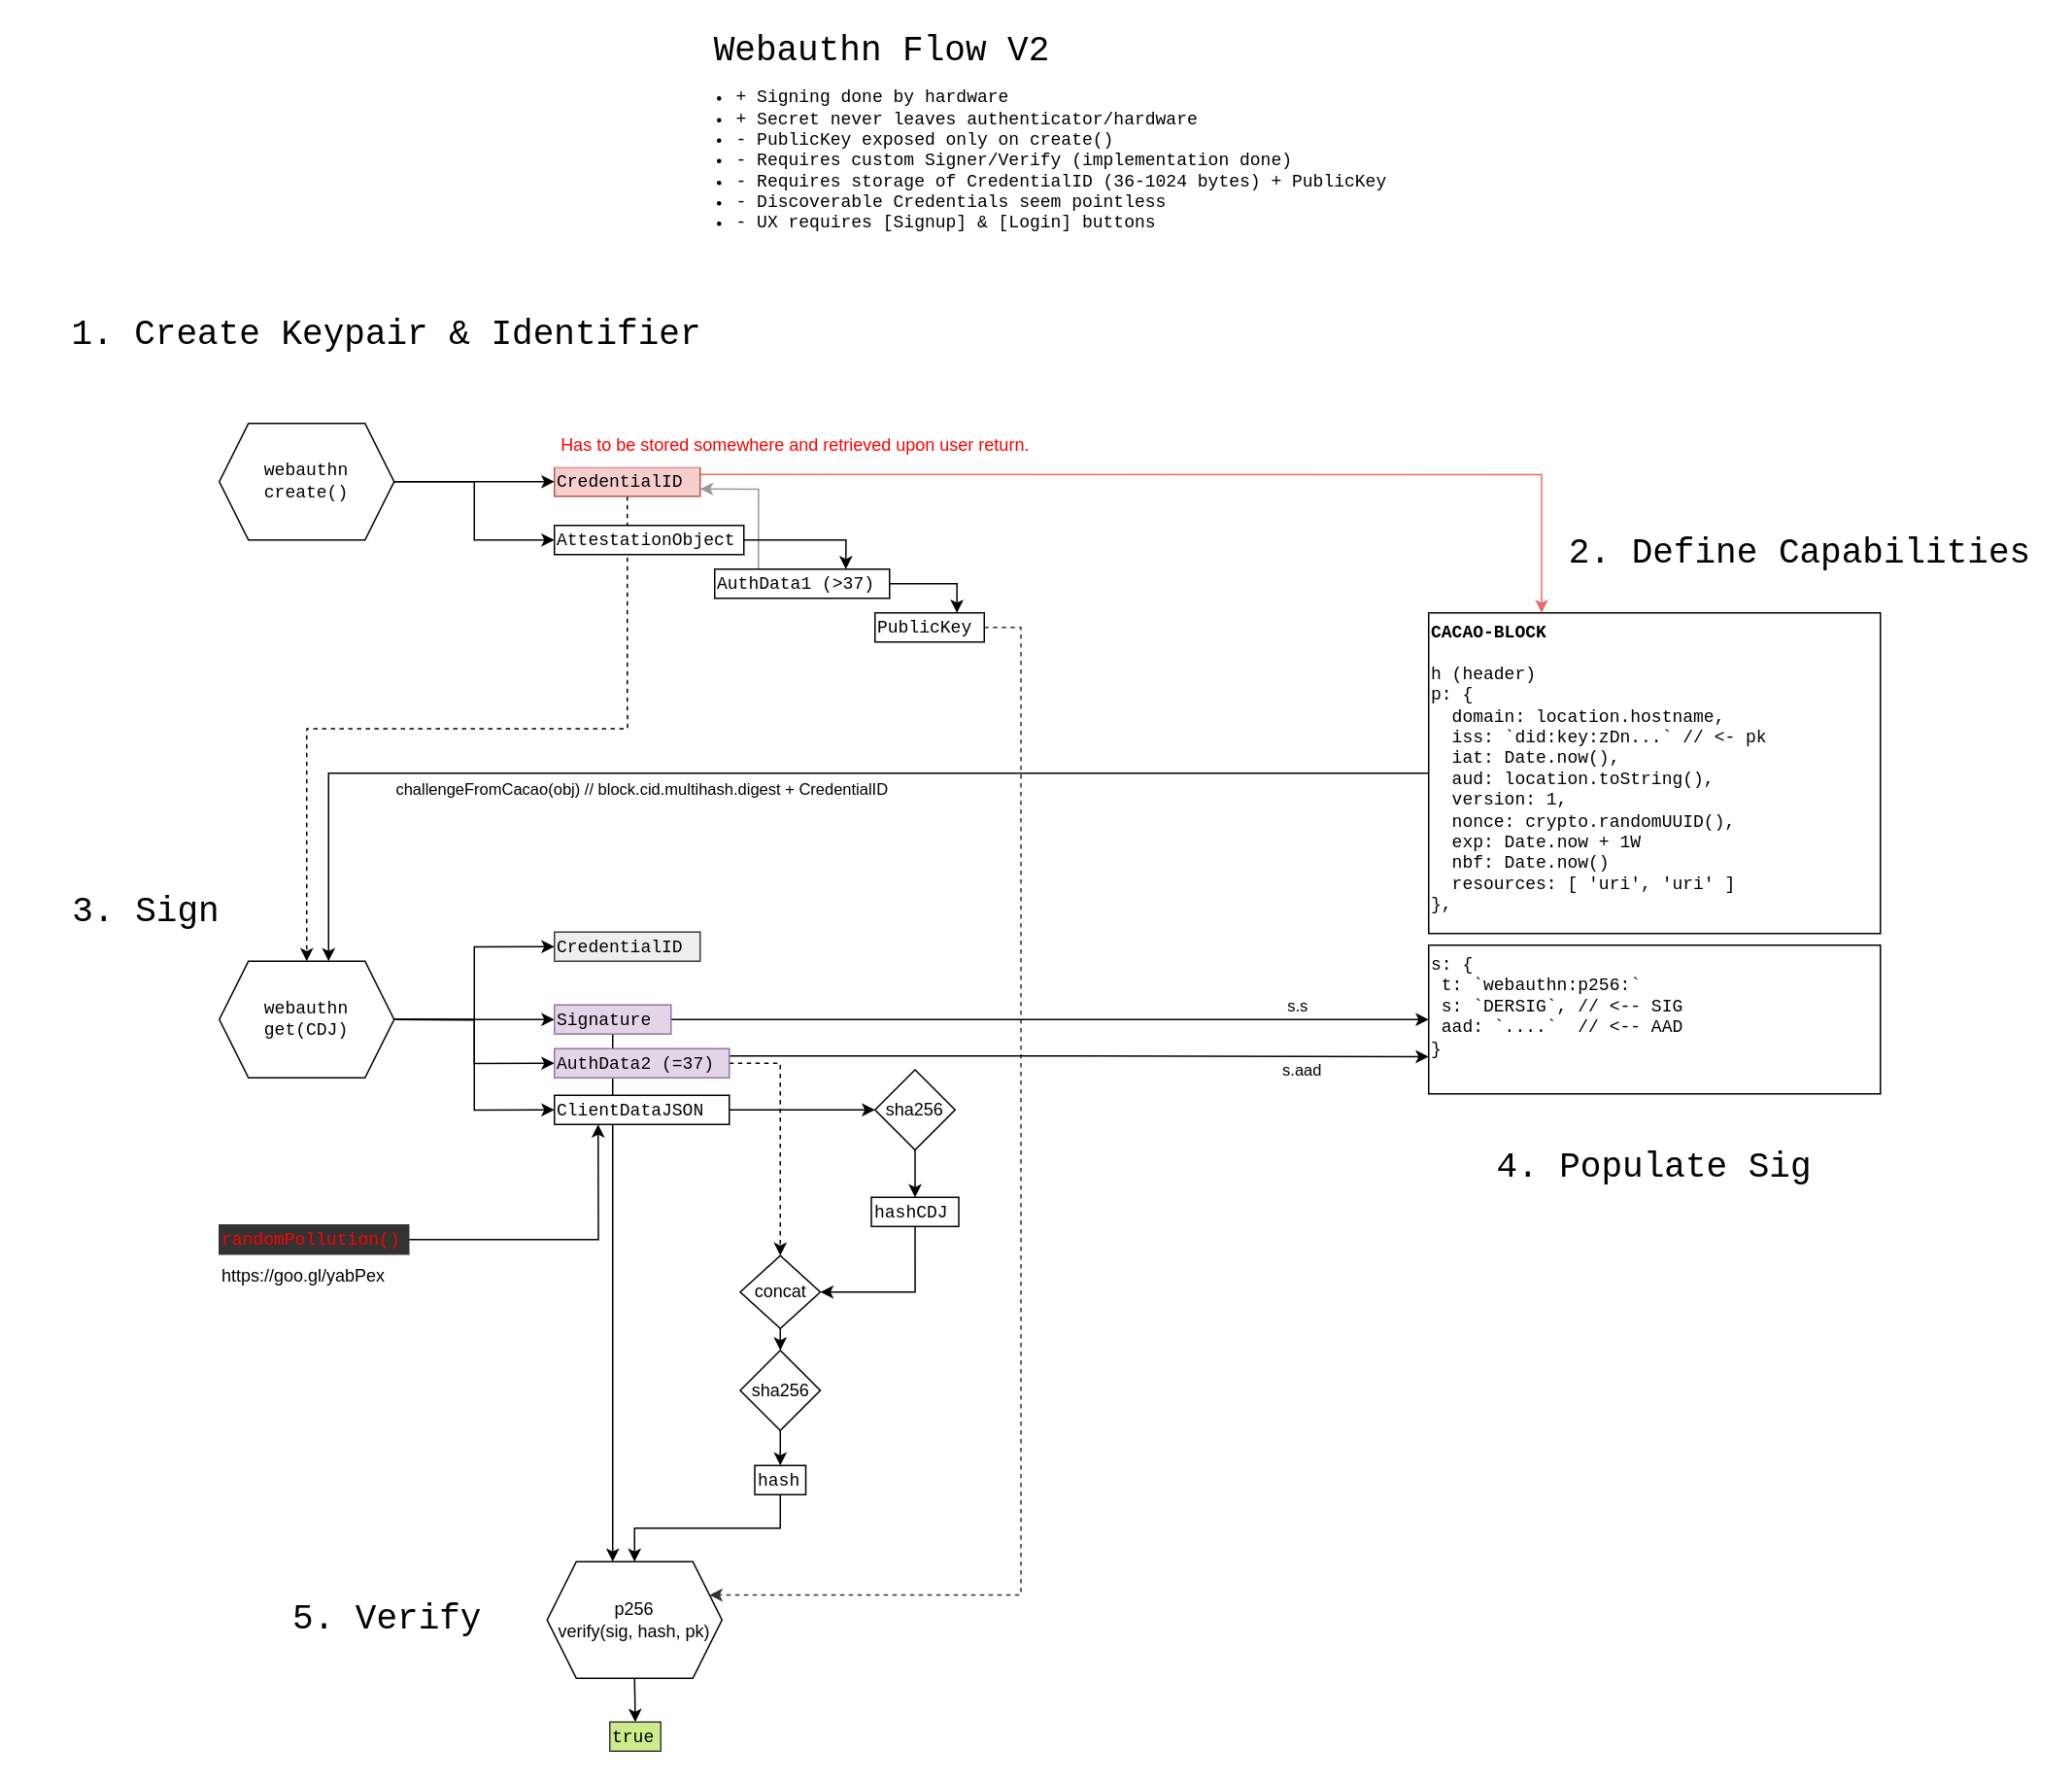 Webauthn Flow V2
• + Signing done by hardware
• + Secret never leaves authenticator/hardware
• - PublicKey exposed only on create()
• - Requires custom Signer/Verify (implementation done)
• - Requires storage of CredentialID (36-1024 bytes) + PublicKey
• - Discoverable Credentials seem pointless
• - UX requires [Signup] & [Login] buttons
1. Create Keypair & Identifier
webauthn
create()
Has to be stored somewhere and retrieved upon user return.
CredentialID
AttestationObject
AuthData1 (>37)
PublicKey
2. Define Capabilities
CACAO-BLOCK
h (header)
p: {
  domain: location.hostname,
  iss: `did:key:zDn...` // <- pk
  iat: Date.now(),
  aud: location.toString(),
  version: 1,
  nonce: crypto.randomUUID(),
  exp: Date.now + 1W
  nbf: Date.now()
  resources: [ 'uri', 'uri' ]
},
challengeFromCacao(obj) // block.cid.multihash.digest + CredentialID
3. Sign
webauthn
get(CDJ)
CredentialID
Signature
AuthData2 (=37)
ClientDataJSON
s.s
s.aad
s: {
 t: `webauthn:p256:`
 s: `DERSIG`, // <-- SIG
 aad: `....`  // <-- AAD
}
4. Populate Sig
sha256
hashCDJ
randomPollution()
https://goo.gl/yabPex
concat
sha256
hash
5. Verify
p256
verify(sig, hash, pk)
true